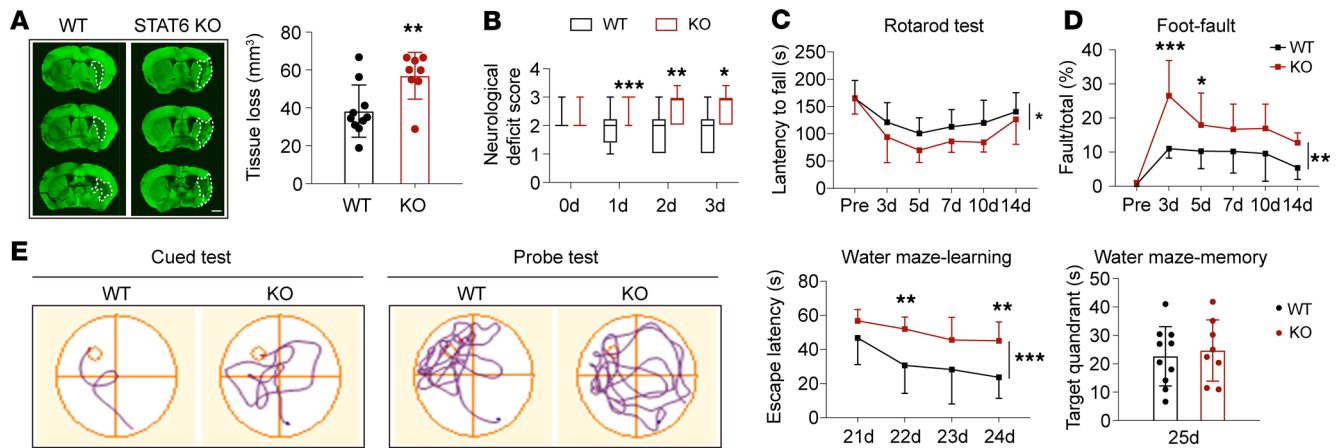 A
WT
STAT6 KO
Tissue loss (mm³)
80
60
40
20
0
**
WT
KO
B
WT
KO
Neurological
deficit score
3
2
1
0
***
**
*
0d
1d
2d
3d
C
Rotarod test
Lantency to fall (s)
250
200
150
100
50
0
*
Pre
3d
5d
7d
10d
14d
D
Foot-fault
WT
KO
Fault/total (%)
40
30
20
10
0
***
*
**
Pre
3d
5d
7d
10d
14d
E
Cued test
WT
KO
Probe test
WT
KO
Water maze-learning
Escape latency (s)
80
60
40
20
0
**
**
***
21d
22d
23d
24d
Water maze-memory
Target quandrant (s)
50
40
30
20
10
0
WT
KO
25d